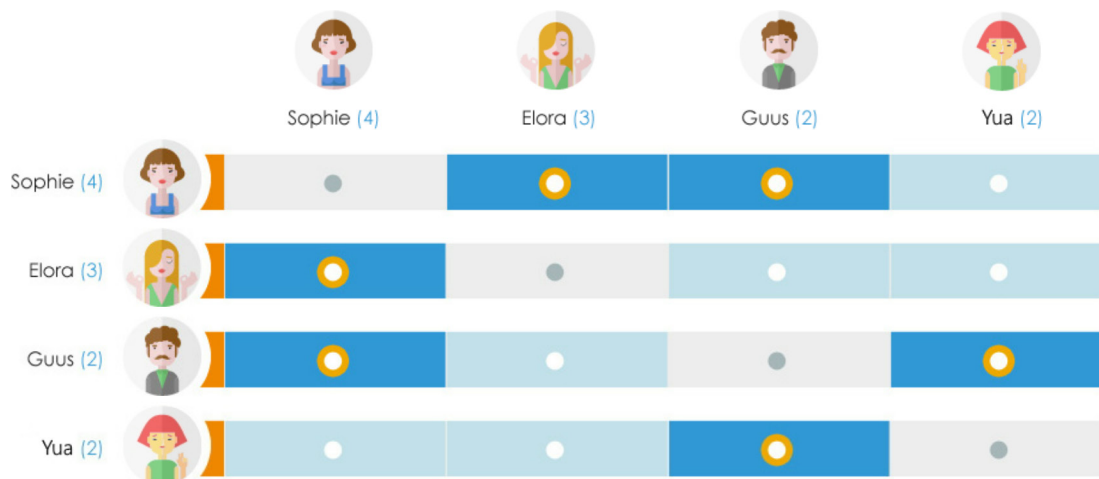 Sophie (4)
Elora (3)
Guus (2)
Yua (2)
Sophie (4)
Elora (3)
Guus (2)
Yua (2)